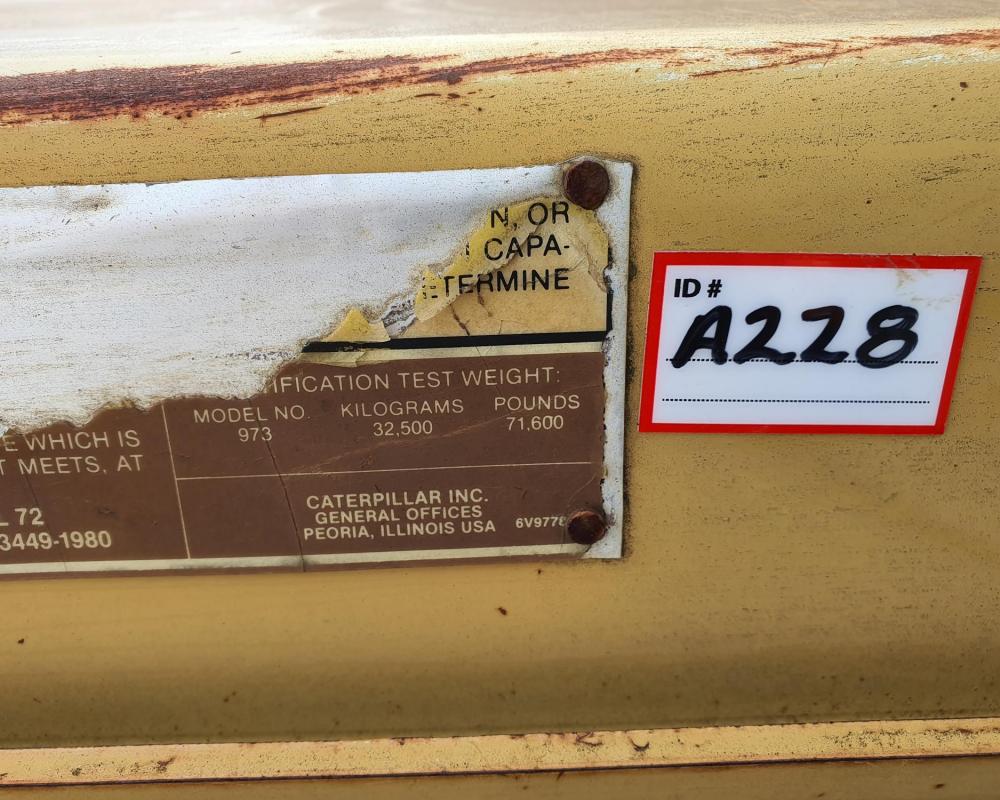 N, OR
CAPA-
TERMINE
IFICATION TEST WEIGHT:
MODEL NO. KILOGRAMS POUNDS
973 32,500 71,600
E WHICH IS
T MEETS, AT
L 72
3449-1980
CATERPILLAR INC.
GENERAL OFFICES
PEORIA, ILLINOIS USA
6V9778
ID #
A228